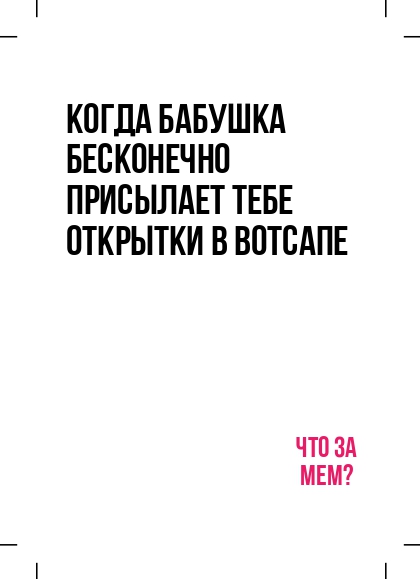 КОГДА БАБУШКА
БЕСКОНЕЧНО
ПРИСЫЛАЕТ ТЕБЕ
ОТКРЫТКИ В ВОТСАПЕ
ЧТО ЗА
МЕМ?